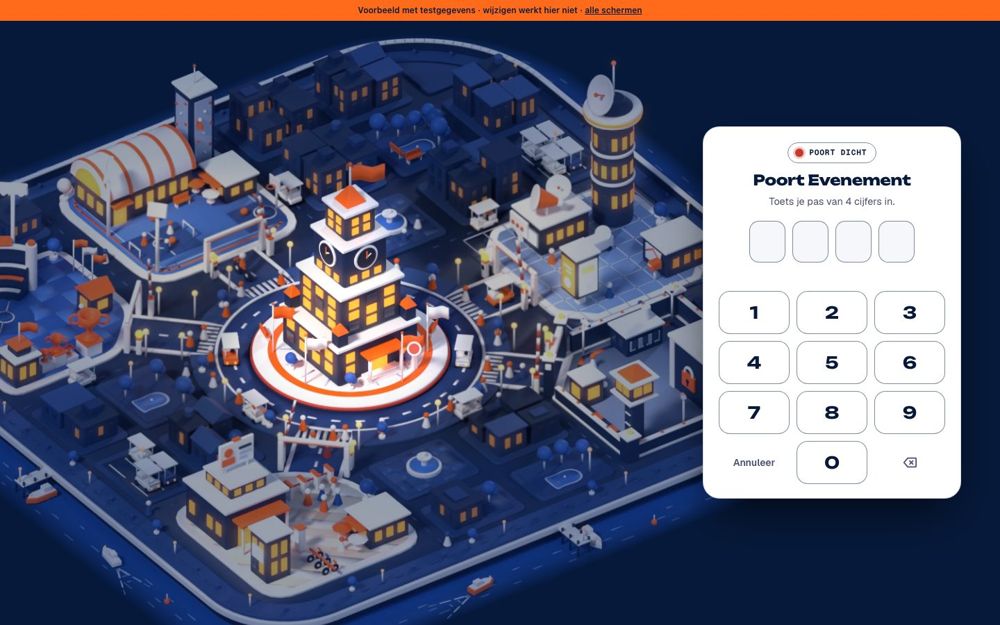 Voorbeeld met testgegevens · wijzigen werkt hier niet · alle schermen
POORT DICHT
Poort Evenement
Toets je pas van 4 cijfers in.
1 2 3
4 5 6
7 8 9
Annuleer 0